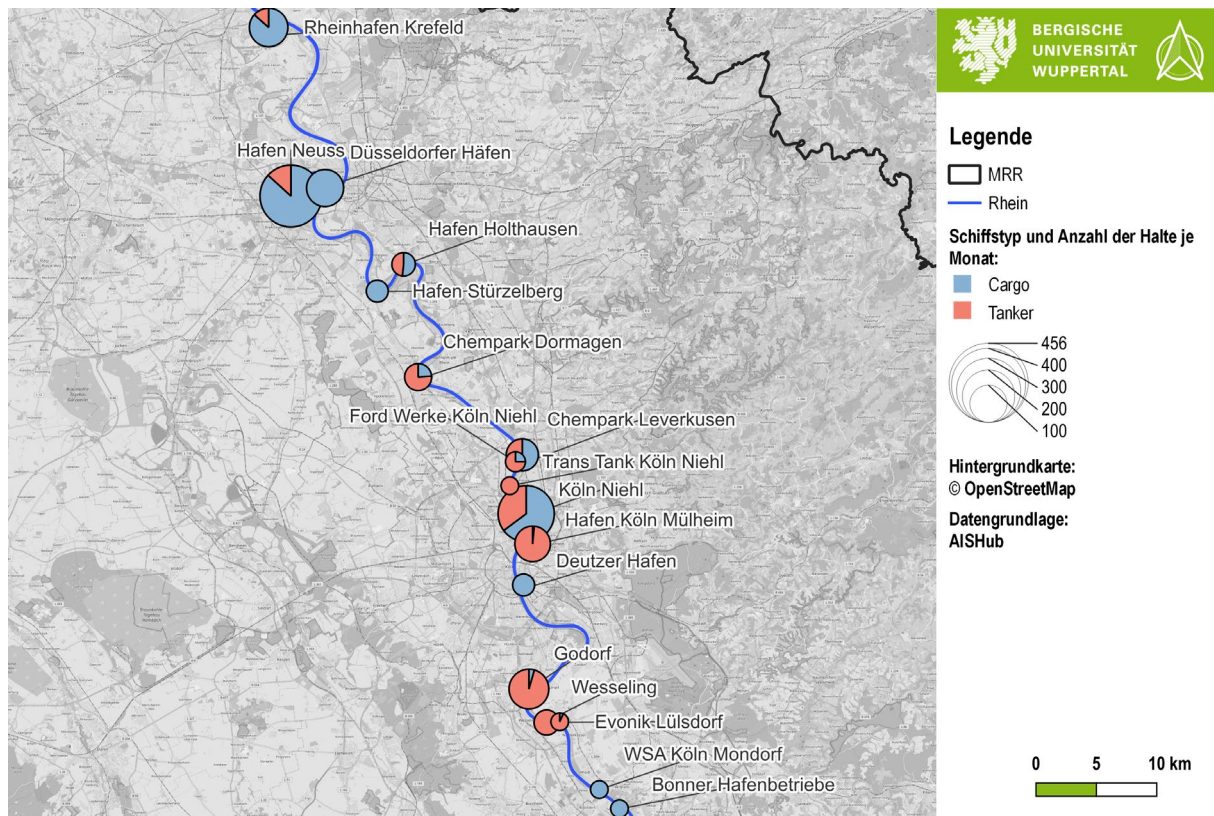 Rheinhafen Krefeld
Hafen Neuss
Düsseldorfer Häfen
Hafen Holthausen
Hafen Stürzelberg
Chempark Dormagen
Ford Werke Köln Niehl
Chempark Leverkusen
Trans Tank Köln Niehl
Köln Niehl
Hafen Köln Mülheim
Deutzer Hafen
Godorf
Wesseling
Evonik Lülsdorf
WSA Köln Mondorf
Bonner Hafenbetriebe
BERGISCHE
UNIVERSITÄT
WUPPERTAL
Legende
MRR
Rhein
Schiffstyp und Anzahl der Halte je
Monat:
Cargo
Tanker
456
400
300
200
100
Hintergrundkarte:
© OpenStreetMap
Datengrundlage:
AISHub
0 5 10 km